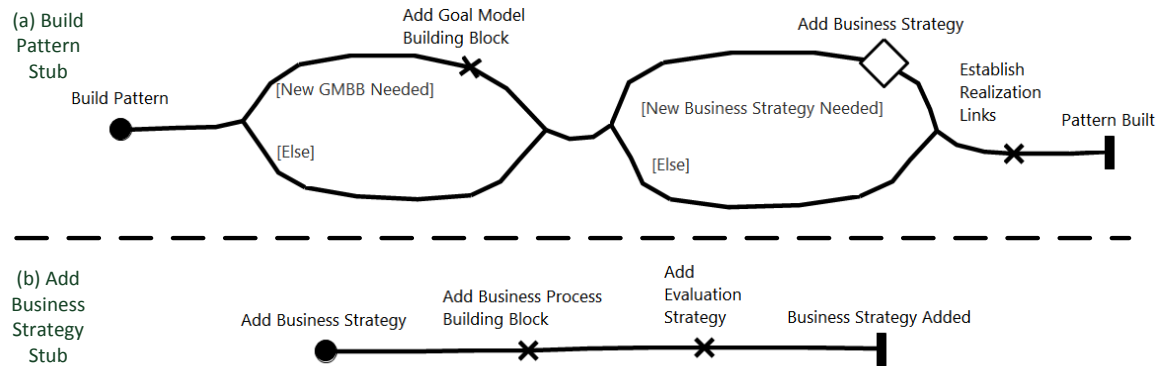 (a) Build
Pattern
Stub
Build Pattern
Add Goal Model
Building Block
[New GMBB Needed]
[Else]
Add Business Strategy
[New Business Strategy Needed]
[Else]
Establish
Realization
Links
Pattern Built
(b) Add
Business
Strategy
Stub
Add Business Strategy
Add Business Process
Building Block
Add
Evaluation
Strategy
Business Strategy Added